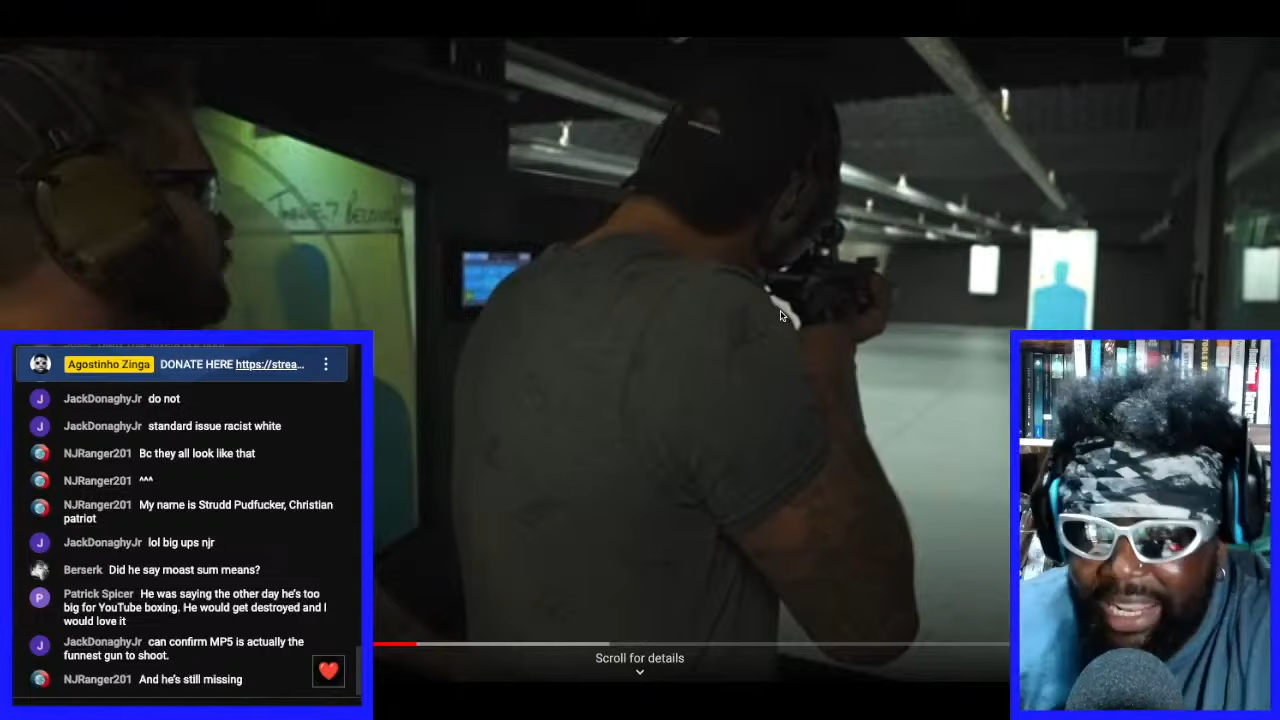 Agostinho Zinga DONATE HERE https://strea...
JackDonaghyJr do not
JackDonaghyJr standard issue racist white
NJRanger201 Bc they all look like that
NJRanger201 ^^^
NJRanger201 My name is Strudd Pudfucker, Christian
patriot
JackDonaghyJr lol big ups njr
Berserk Did he say moast sum means?
Patrick Spicer He was saying the other day he's too
big for YouTube boxing. He would get destroyed and I
would love it
JackDonaghyJr can confirm MP5 is actually the
funnest gun to shoot.
NJRanger201 And he's still missing
Scroll for details